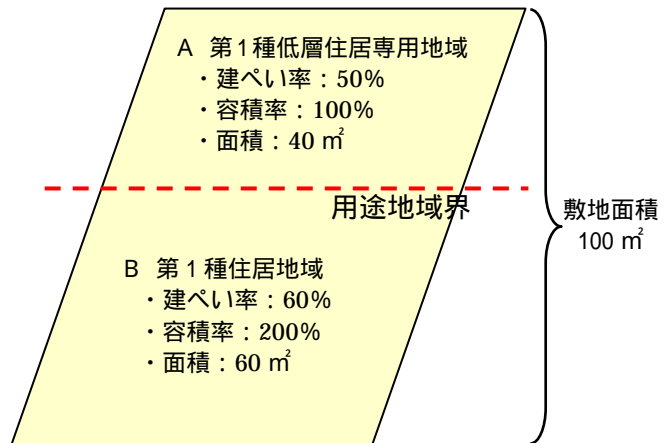 A 第1種低層住居専用地域
・建ぺい率：50%
・容積率：100%
・面積：40 ㎡
用途地域界
敷地面積
100 ㎡
B 第1種住居地域
・建ぺい率：60%
・容積率：200%
・面積：60 ㎡